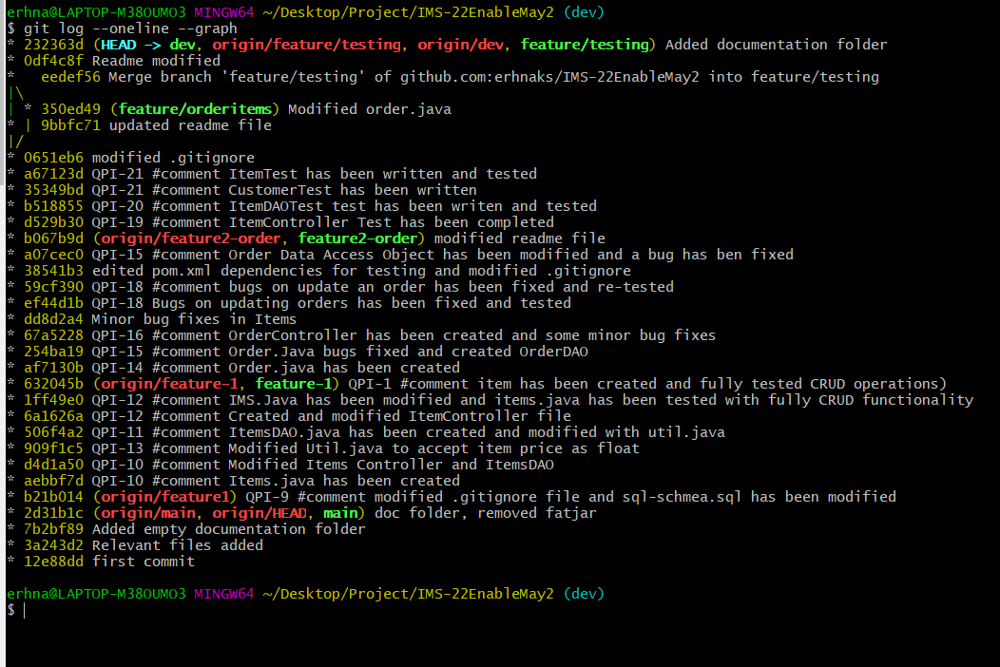 erhna@LAPTOP-M38OUMO3 MINGW64 ~/Desktop/Project/IMS-22EnableMay2 (dev)
$ git log --oneline --graph
* 232363d (HEAD -> dev, origin/feature/testing, origin/dev, feature/testing) Added documentation folder
* 0df4c8f Readme modified
*   eedef56 Merge branch 'feature/testing' of github.com:erhnaks/IMS-22EnableMay2 into feature/testing
|\
| * 350ed49 (feature/orderitems) Modified order.java
* | 9bbfc71 updated readme file
|/
* 0651eb6 modified .gitignore
* a67123d QPI-21 #comment ItemTest has been written and tested
* 35349bd QPI-21 #comment CustomerTest has been written
* b518855 QPI-20 #comment ItemDAOTest test has been writen and tested
* d529b30 QPI-19 #comment ItemController Test has been completed
* b067b9d (origin/feature2-order, feature2-order) modified readme file
* a07cec0 QPI-15 #comment Order Data Access Object has been modified and a bug has ben fixed
* 38541b3 edited pom.xml dependencies for testing and modified .gitignore
* 59cf390 QPI-18 #comment bugs on update an order has been fixed and re-tested
* ef44d1b QPI-18 Bugs on updating orders has been fixed and tested
* dd8d2a4 Minor bug fixes in Items
* 67a5228 QPI-16 #comment OrderController has been created and some minor bug fixes
* 254ba19 QPI-15 #comment Order.Java bugs fixed and created OrderDAO
* af7130b QPI-14 #comment Order.java has been created
* 632045b (origin/feature-1, feature-1) QPI-1 #comment item has been created and fully tested CRUD operations)
* 1ff49e0 QPI-12 #comment IMS.Java has been modified and items.java has been tested with fully CRUD functionality
* 6a1626a QPI-12 #comment Created and modified ItemController file
* 506f4a2 QPI-11 #comment ItemsDAO.java has been created and modified with util.java
* 909f1c5 QPI-13 #comment Modified Util.java to accept item price as float
* d4d1a50 QPI-10 #comment Modified Items Controller and ItemsDAO
* aebbf7d QPI-10 #comment Items.java has been created
* b21b014 (origin/feature1) QPI-9 #comment modified .gitignore file and sql-schmea.sql has been modified
* 2d31b1c (origin/main, origin/HEAD, main) doc folder, removed fatjar
* 7b2bf89 Added empty documentation folder
* 3a243d2 Relevant files added
* 12e88dd first commit
erhna@LAPTOP-M38OUMO3 MINGW64 ~/Desktop/Project/IMS-22EnableMay2 (dev)
$